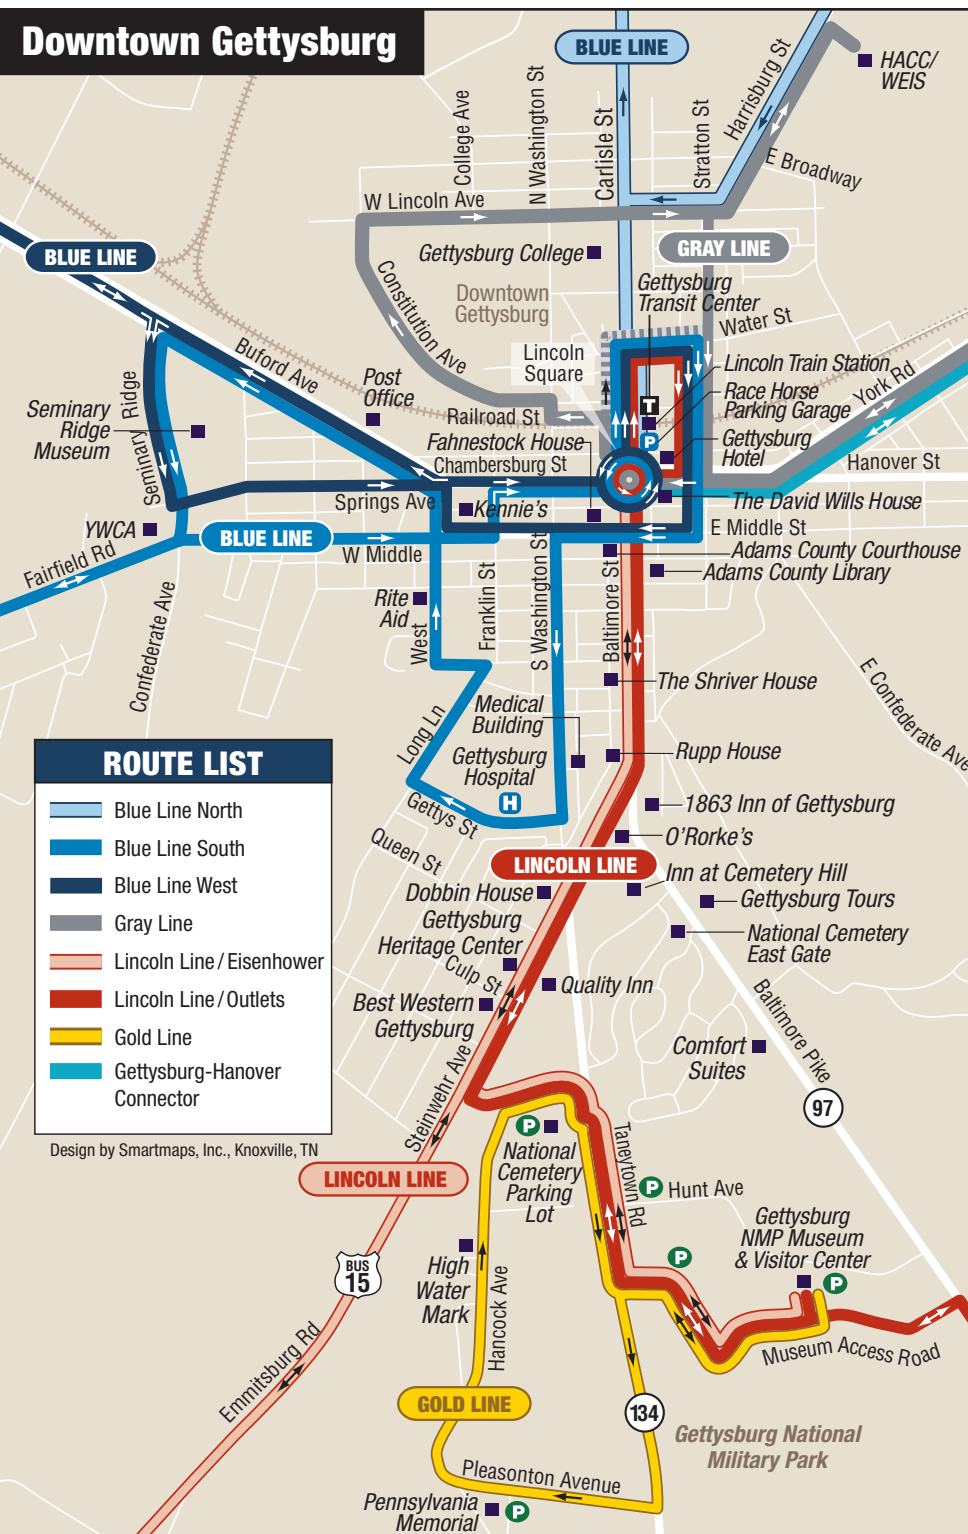 Downtown Gettysburg
BLUE LINE
HACC/
WEIS
Harrisburg St
College Ave
N Washington St
Carlisle St
Stratton St
E Broadway
W Lincoln Ave
BLUE LINE
Gettysburg College
GRAY LINE
Constitution Ave
Downtown
Gettysburg
Gettysburg
Transit Center
Water St
Lincoln
Square
Buford Ave
Post
Office
Lincoln Train Station
Race Horse
Parking Garage
York Rd
Seminary
Ridge
Museum
Seminary Ridge
Railroad St
T
P
Fahnestock House
Gettysburg
Hotel
Chambersburg St
Hanover St
Springs Ave
Kennie's
The David Wills House
YWCA
BLUE LINE
W Middle
E Middle St
Fairfield Rd
Adams County Courthouse
Adams County Library
Rite
Aid
West
Franklin St
S Washington St
Baltimore St
Confederate Ave
E Confederate Ave
The Shriver House
Medical
Building
Long Ln
Gettysburg
Hospital
H
Rupp House
Gettys St
1863 Inn of Gettysburg
Queen St
O'Rorke's
LINCOLN LINE
Inn at Cemetery Hill
Dobbin House
Gettysburg Tours
Gettysburg
Heritage Center
National Cemetery
East Gate
Culp St
Quality Inn
Best Western
Gettysburg
Baltimore Pike
Comfort
Suites
97
Steinwehr Ave
ROUTE LIST
Blue Line North
Blue Line South
Blue Line West
Gray Line
Lincoln Line/Eisenhower
Lincoln Line/Outlets
Gold Line
Gettysburg-Hanover
Connector
Design by Smartmaps, Inc., Knoxville, TN
P
National
Cemetery
Parking
Lot
Taneytown Rd
LINCOLN LINE
P
Hunt Ave
Gettysburg
NMP Museum
& Visitor Center
P
P
High
Water
Mark
BUS
15
Hancock Ave
Museum Access Road
Emmitsburg Rd
GOLD LINE
134
Gettysburg National
Military Park
Pleasonton Avenue
Pennsylvania
Memorial
P